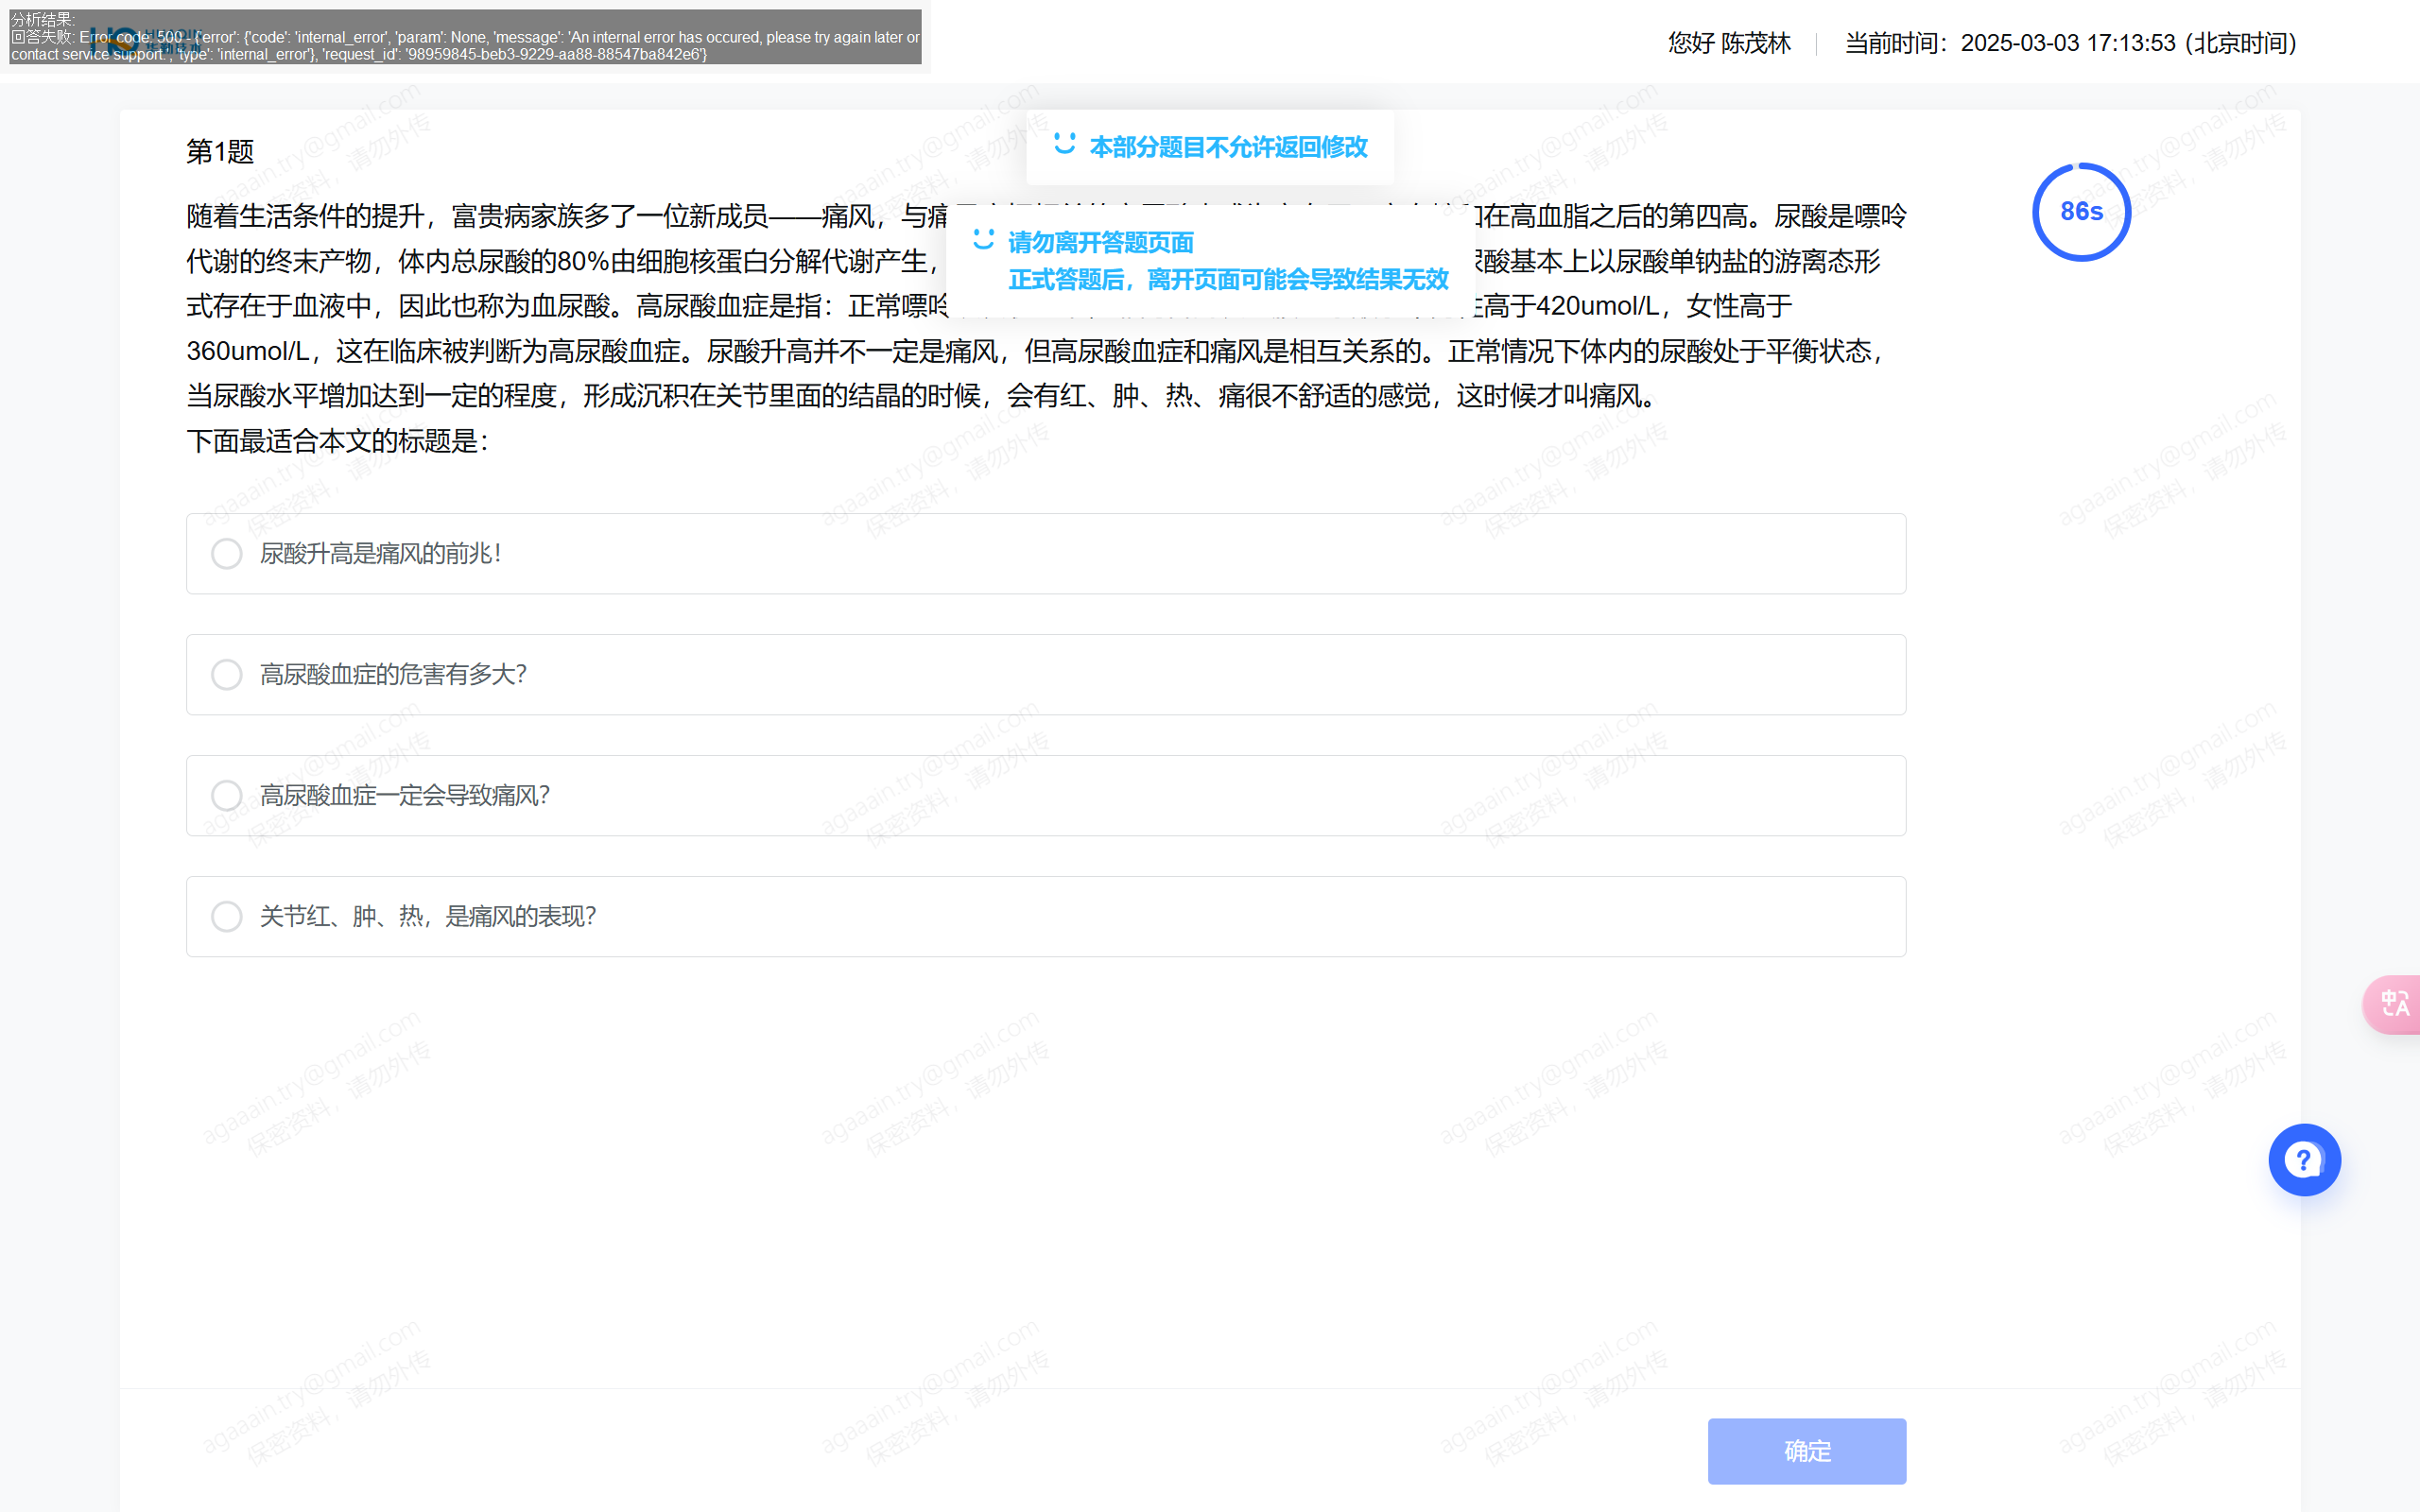 分析结果:
回答失败: Error code: 500 - {'error': {'code': 'internal_error', 'param': None, 'message': 'An internal error has occured, please try again later or
contact service support.', 'type': 'internal_error'}, 'request_id': '98959845-beb3-9229-aa88-88547ba842e6'}
您好 陈茂林 当前时间：2025-03-03 17:13:53 (北京时间)
本部分题目不允许返回修改
第1题
86s
请勿离开答题页面
正式答题后，离开页面可能会导致结果无效
随着生活条件的提升，富贵病家族多了一位新成员——痛风，与痛 在高血脂之后的第四高。尿酸是嘌呤
代谢的终末产物，体内总尿酸的80%由细胞核蛋白分解代谢产生， 酸基本上以尿酸单钠盐的游离态形
式存在于血液中，因此也称为血尿酸。高尿酸血症是指：正常嘌呤 高于420umol/L，女性高于
360umol/L，这在临床被判断为高尿酸血症。尿酸升高并不一定是痛风，但高尿酸血症和痛风是相互关系的。正常情况下体内的尿酸处于平衡状态，
当尿酸水平增加达到一定的程度，形成沉积在关节里面的结晶的时候，会有红、肿、热、痛很不舒适的感觉，这时候才叫痛风。
下面最适合本文的标题是：
尿酸升高是痛风的前兆！
高尿酸血症的危害有多大？
高尿酸血症一定会导致痛风？
关节红、肿、热，是痛风的表现？
确定
agaaain.try@gmail.com
保密资料，请勿外传